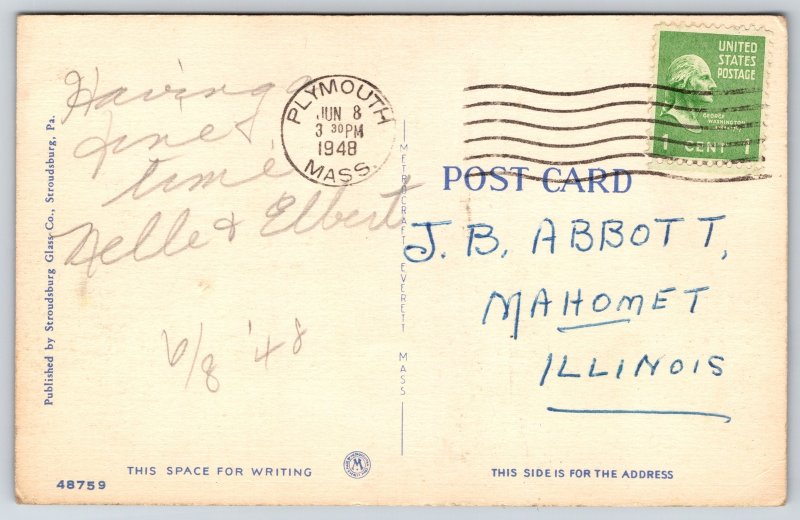 Having a
fine
time
Nelle & Elbert
6/8 '48
Published by Stroudsburg Glass Co., Stroudsburg, Pa.
PLYMOUTH
JUN 8
3 30 PM
1948
MASS.
METROCRAFT EVERETT MASS.
UNITED
STATES
POSTAGE
GEORGE
WASHINGTON
1 CENT
POST CARD
J. B. ABBOTT,
MAHOMET
ILLINOIS
THIS SPACE FOR WRITING
M
THIS SIDE IS FOR THE ADDRESS
48759